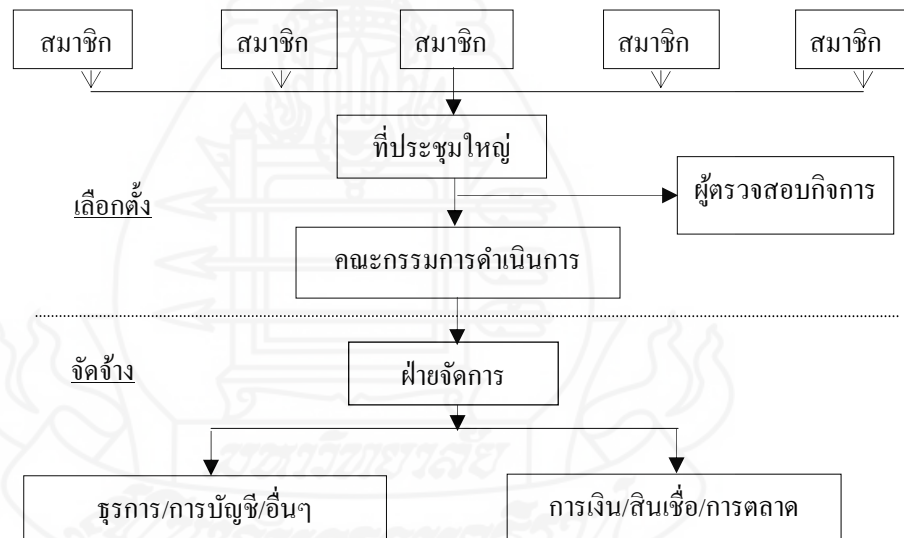 สมาชิก สมาชิก สมาชิก สมาชิก สมาชิก
ที่ประชุมใหญ่
ผู้ตรวจสอบกิจการ
เลือกตั้ง
คณะกรรมการดำเนินการ
จัดจ้าง
ฝ่ายจัดการ
ธุรการ/การบัญชี/อื่นๆ
การเงิน/สินเชื่อ/การตลาด